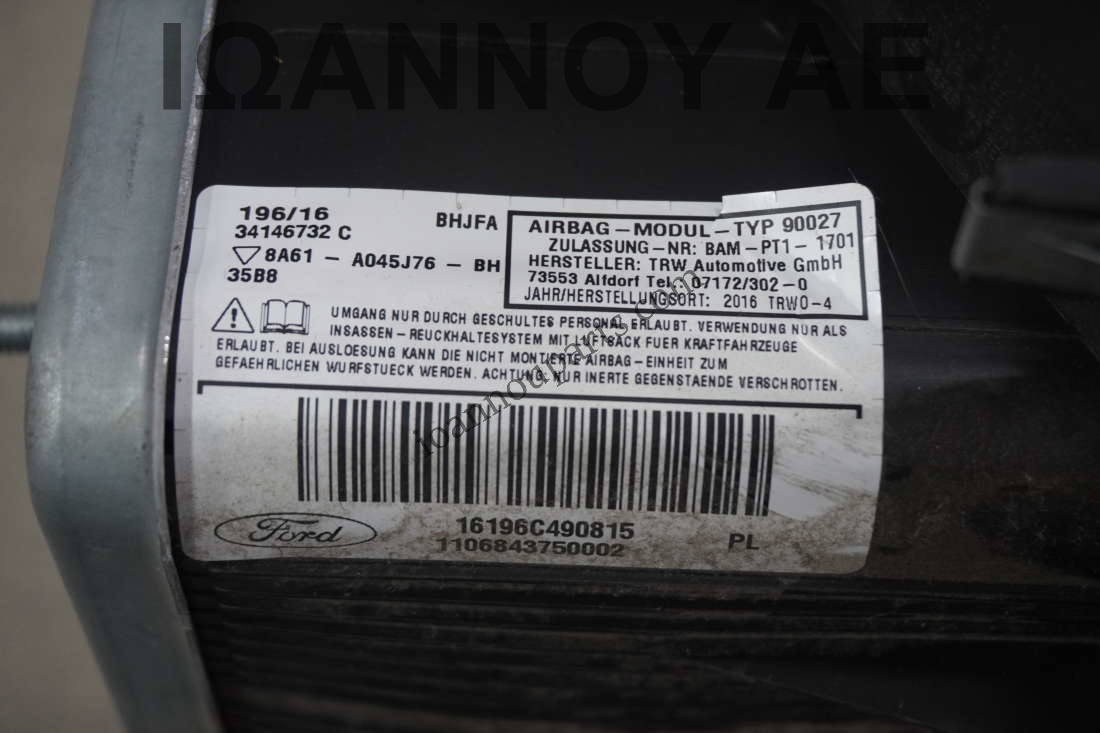 ΙΩΑΝΝΟΥ ΑΕ
196/16
34146732 C
BHJFA
8A61 - A045J76 - BH
35B8
AIRBAG-MODUL-TYP 90027
ZULASSUNG-NR: BAM-PT1-1701
HERSTELLER: TRW Automotive GmbH
73553 Alfdorf Tel.: 07172/302-0
JAHR/HERSTELLUNGSORT: 2016 TRWO-4
UMGANG NUR DURCH GESCHULTES PERSONAL ERLAUBT. VERWENDUNG NUR ALS
INSASSEN-REUCKHALTESYSTEM MIT LUFTSACK FUER KRAFTFAHRZEUGE
ERLAUBT. BEI AUSLOESUNG KANN DIE NICHT MONTIERTE AIRBAG-EINHEIT ZUM
GEFAEHRLICHEN WURFSTUECK WERDEN. ACHTUNG: NUR INERTE GEGENSTAENDE VERSCHROTTEN.
ioannouparts.com
Ford
16196C490815
1106843750002
PL